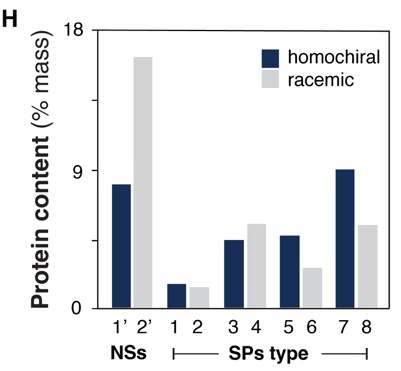 H
18
9
0
Protein content (% mass)
homochiral
racemic
1' 2' 1 2 3 4 5 6 7 8
NSs SPs type